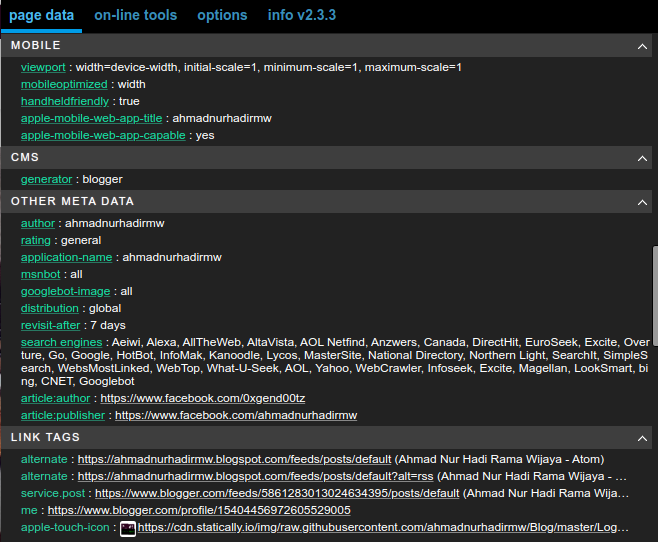 page data on-line tools options info v2.3.3
MOBILE
viewport : width=device-width, initial-scale=1, minimum-scale=1, maximum-scale=1
mobileoptimized : width
handheldfriendly : true
apple-mobile-web-app-title : ahmadnurhadirmw
apple-mobile-web-app-capable : yes
CMS
generator : blogger
OTHER META DATA
author : ahmadnurhadirmw
rating : general
application-name : ahmadnurhadirmw
msnbot : all
googlebot-image : all
distribution : global
revisit-after : 7 days
search engines : Aeiwi, Alexa, AllTheWeb, AltaVista, AOL Netfind, Anzwers, Canada, DirectHit, EuroSeek, Excite, Over
ture, Go, Google, HotBot, InfoMak, Kanoodle, Lycos, MasterSite, National Directory, Northern Light, SearchIt, SimpleS
earch, WebsMostLinked, WebTop, What-U-Seek, AOL, Yahoo, WebCrawler, Infoseek, Excite, Magellan, LookSmart, bi
ng, CNET, Googlebot
article:author : https://www.facebook.com/0xgend00tz
article:publisher : https://www.facebook.com/ahmadnurhadirmw
LINK TAGS
alternate : https://ahmadnurhadirmw.blogspot.com/feeds/posts/default (Ahmad Nur Hadi Rama Wijaya - Atom)
alternate : https://ahmadnurhadirmw.blogspot.com/feeds/posts/default?alt=rss (Ahmad Nur Hadi Rama Wijaya - …
service.post : https://www.blogger.com/feeds/5861283013024634395/posts/default (Ahmad Nur Hadi Rama Wija…
me : https://www.blogger.com/profile/15404456972605529005
apple-touch-icon : https://cdn.statically.io/img/raw.githubusercontent.com/ahmadnurhadirmw/Blog/master/Log…